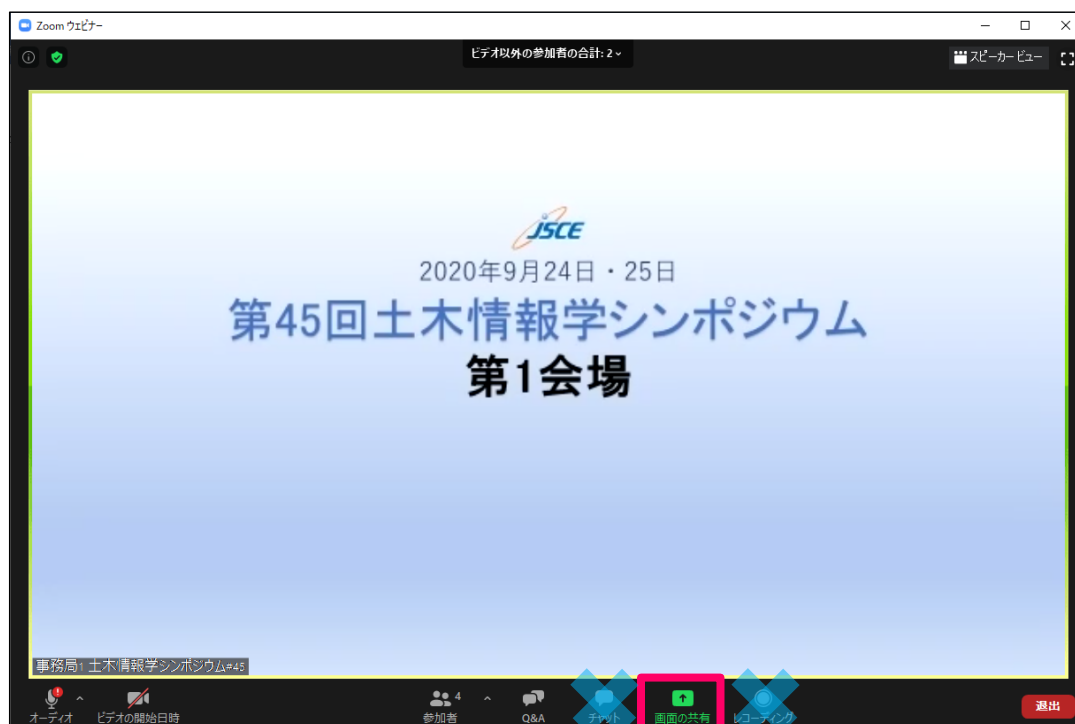 Zoom ウェビナー
ビデオ以外の参加者の合計: 2
スピーカー ビュー
JSCE
2020年9月24日・25日
第45回土木情報学シンポジウム
第1会場
事務局1 土木情報学シンポジウム#45
4
オーディオ ビデオの開始日時 参加者 Q&A チャット 画面の共有 レコーディング 退出